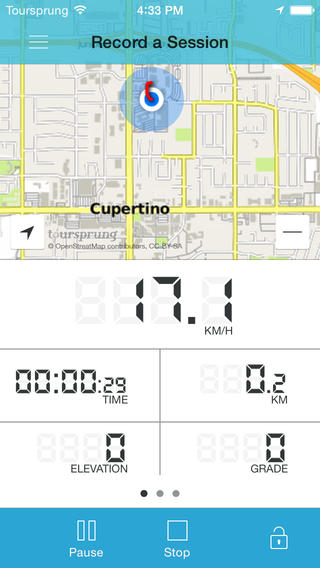 Toursprung 4:33 PM
Record a Session
Cupertino
toursprung
© OpenStreetMap contributors, CC-BY-SA
17.1
KM/H
00:00:29
TIME
0.2
KM
0
ELEVATION
0
GRADE
Pause
Stop